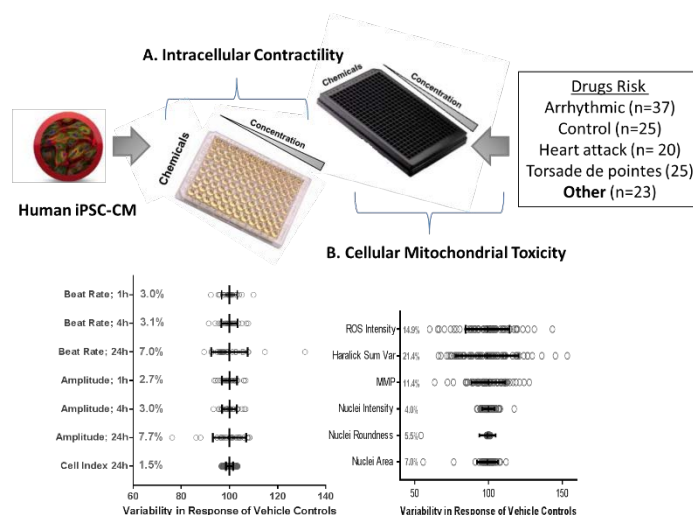 A. Intracellular Contractility
Chemicals
Concentration
Drugs Risk
Arrhythmic (n=37)
Control (n=25)
Heart attack (n= 20)
Torsade de pointes (25)
Other (n=23)
Chemicals
Concentration
Human iPSC-CM
B. Cellular Mitochondrial Toxicity
Beat Rate; 1h 3.0%
Beat Rate; 4h 3.1%
Beat Rate; 24h 7.0%
Amplitude; 1h 2.7%
Amplitude; 4h 3.0%
Amplitude; 24h 7.7%
Cell Index 24h 1.5%
60 80 100 120 140
Variability in Response of Vehicle Controls
ROS Intensity 14.9%
Haralick Sum Var 21.4%
MMP 11.4%
Nuclei Intensity 4.0%
Nuclei Roundness 5.5%
Nuclei Area 7.0%
50 100 150
Variability in Response of Vehicle Controls